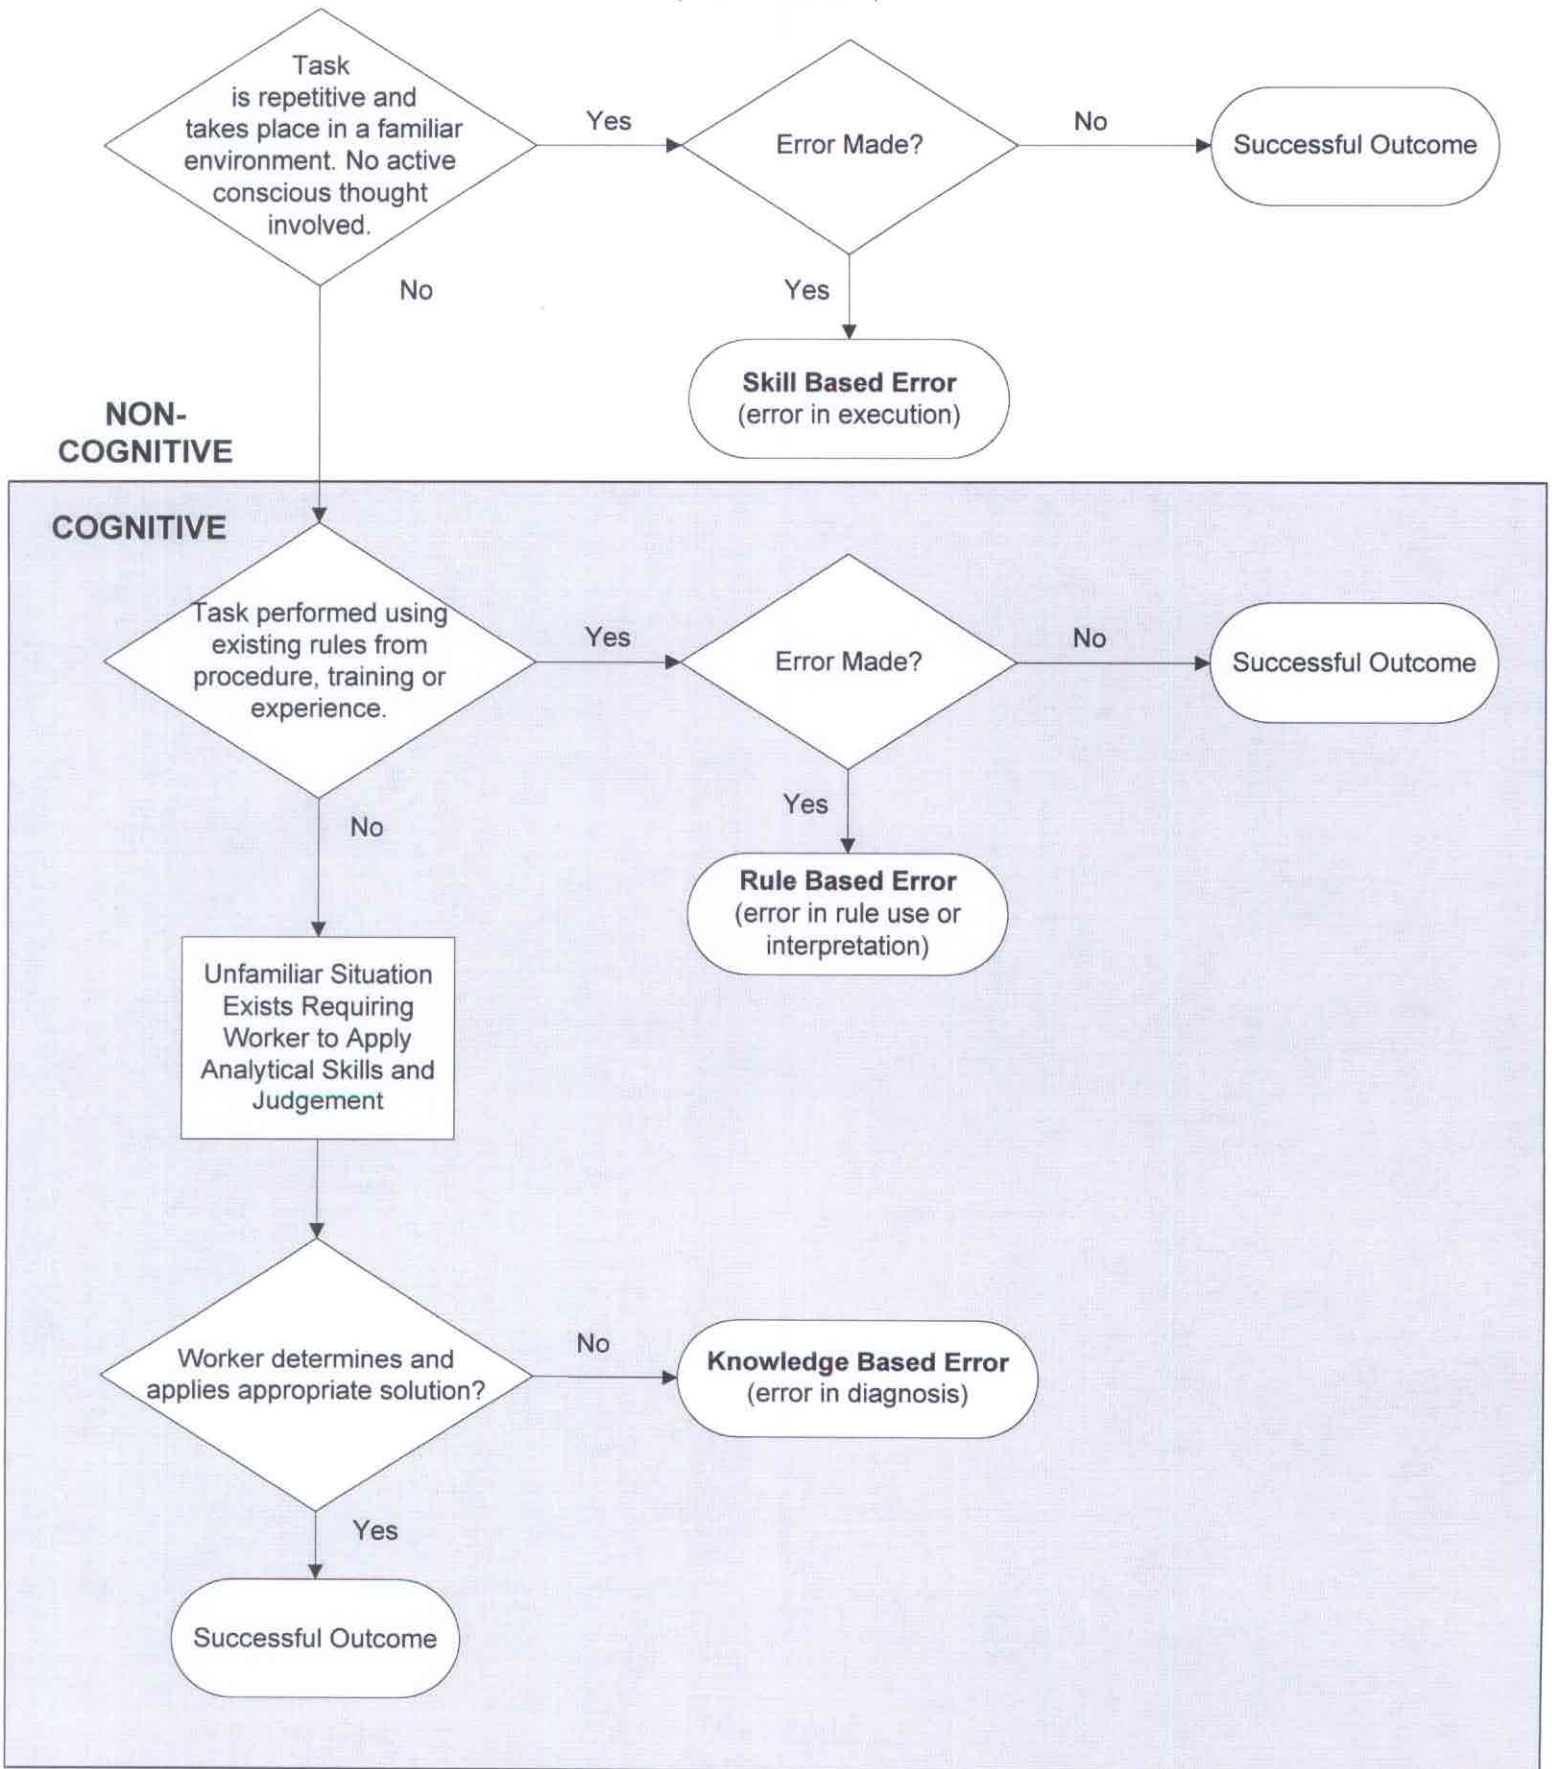 Task
is repetitive and
takes place in a familiar
environment. No active
conscious thought
involved.
Yes
Error Made?
No
Successful Outcome
No
Yes
Skill Based Error
(error in execution)
NON-
COGNITIVE
COGNITIVE
Task performed using
existing rules from
procedure, training or
experience.
Yes
Error Made?
No
Successful Outcome
No
Yes
Rule Based Error
(error in rule use or
interpretation)
Unfamiliar Situation
Exists Requiring
Worker to Apply
Analytical Skills and
Judgement
Worker determines and
applies appropriate solution?
No
Knowledge Based Error
(error in diagnosis)
Yes
Successful Outcome